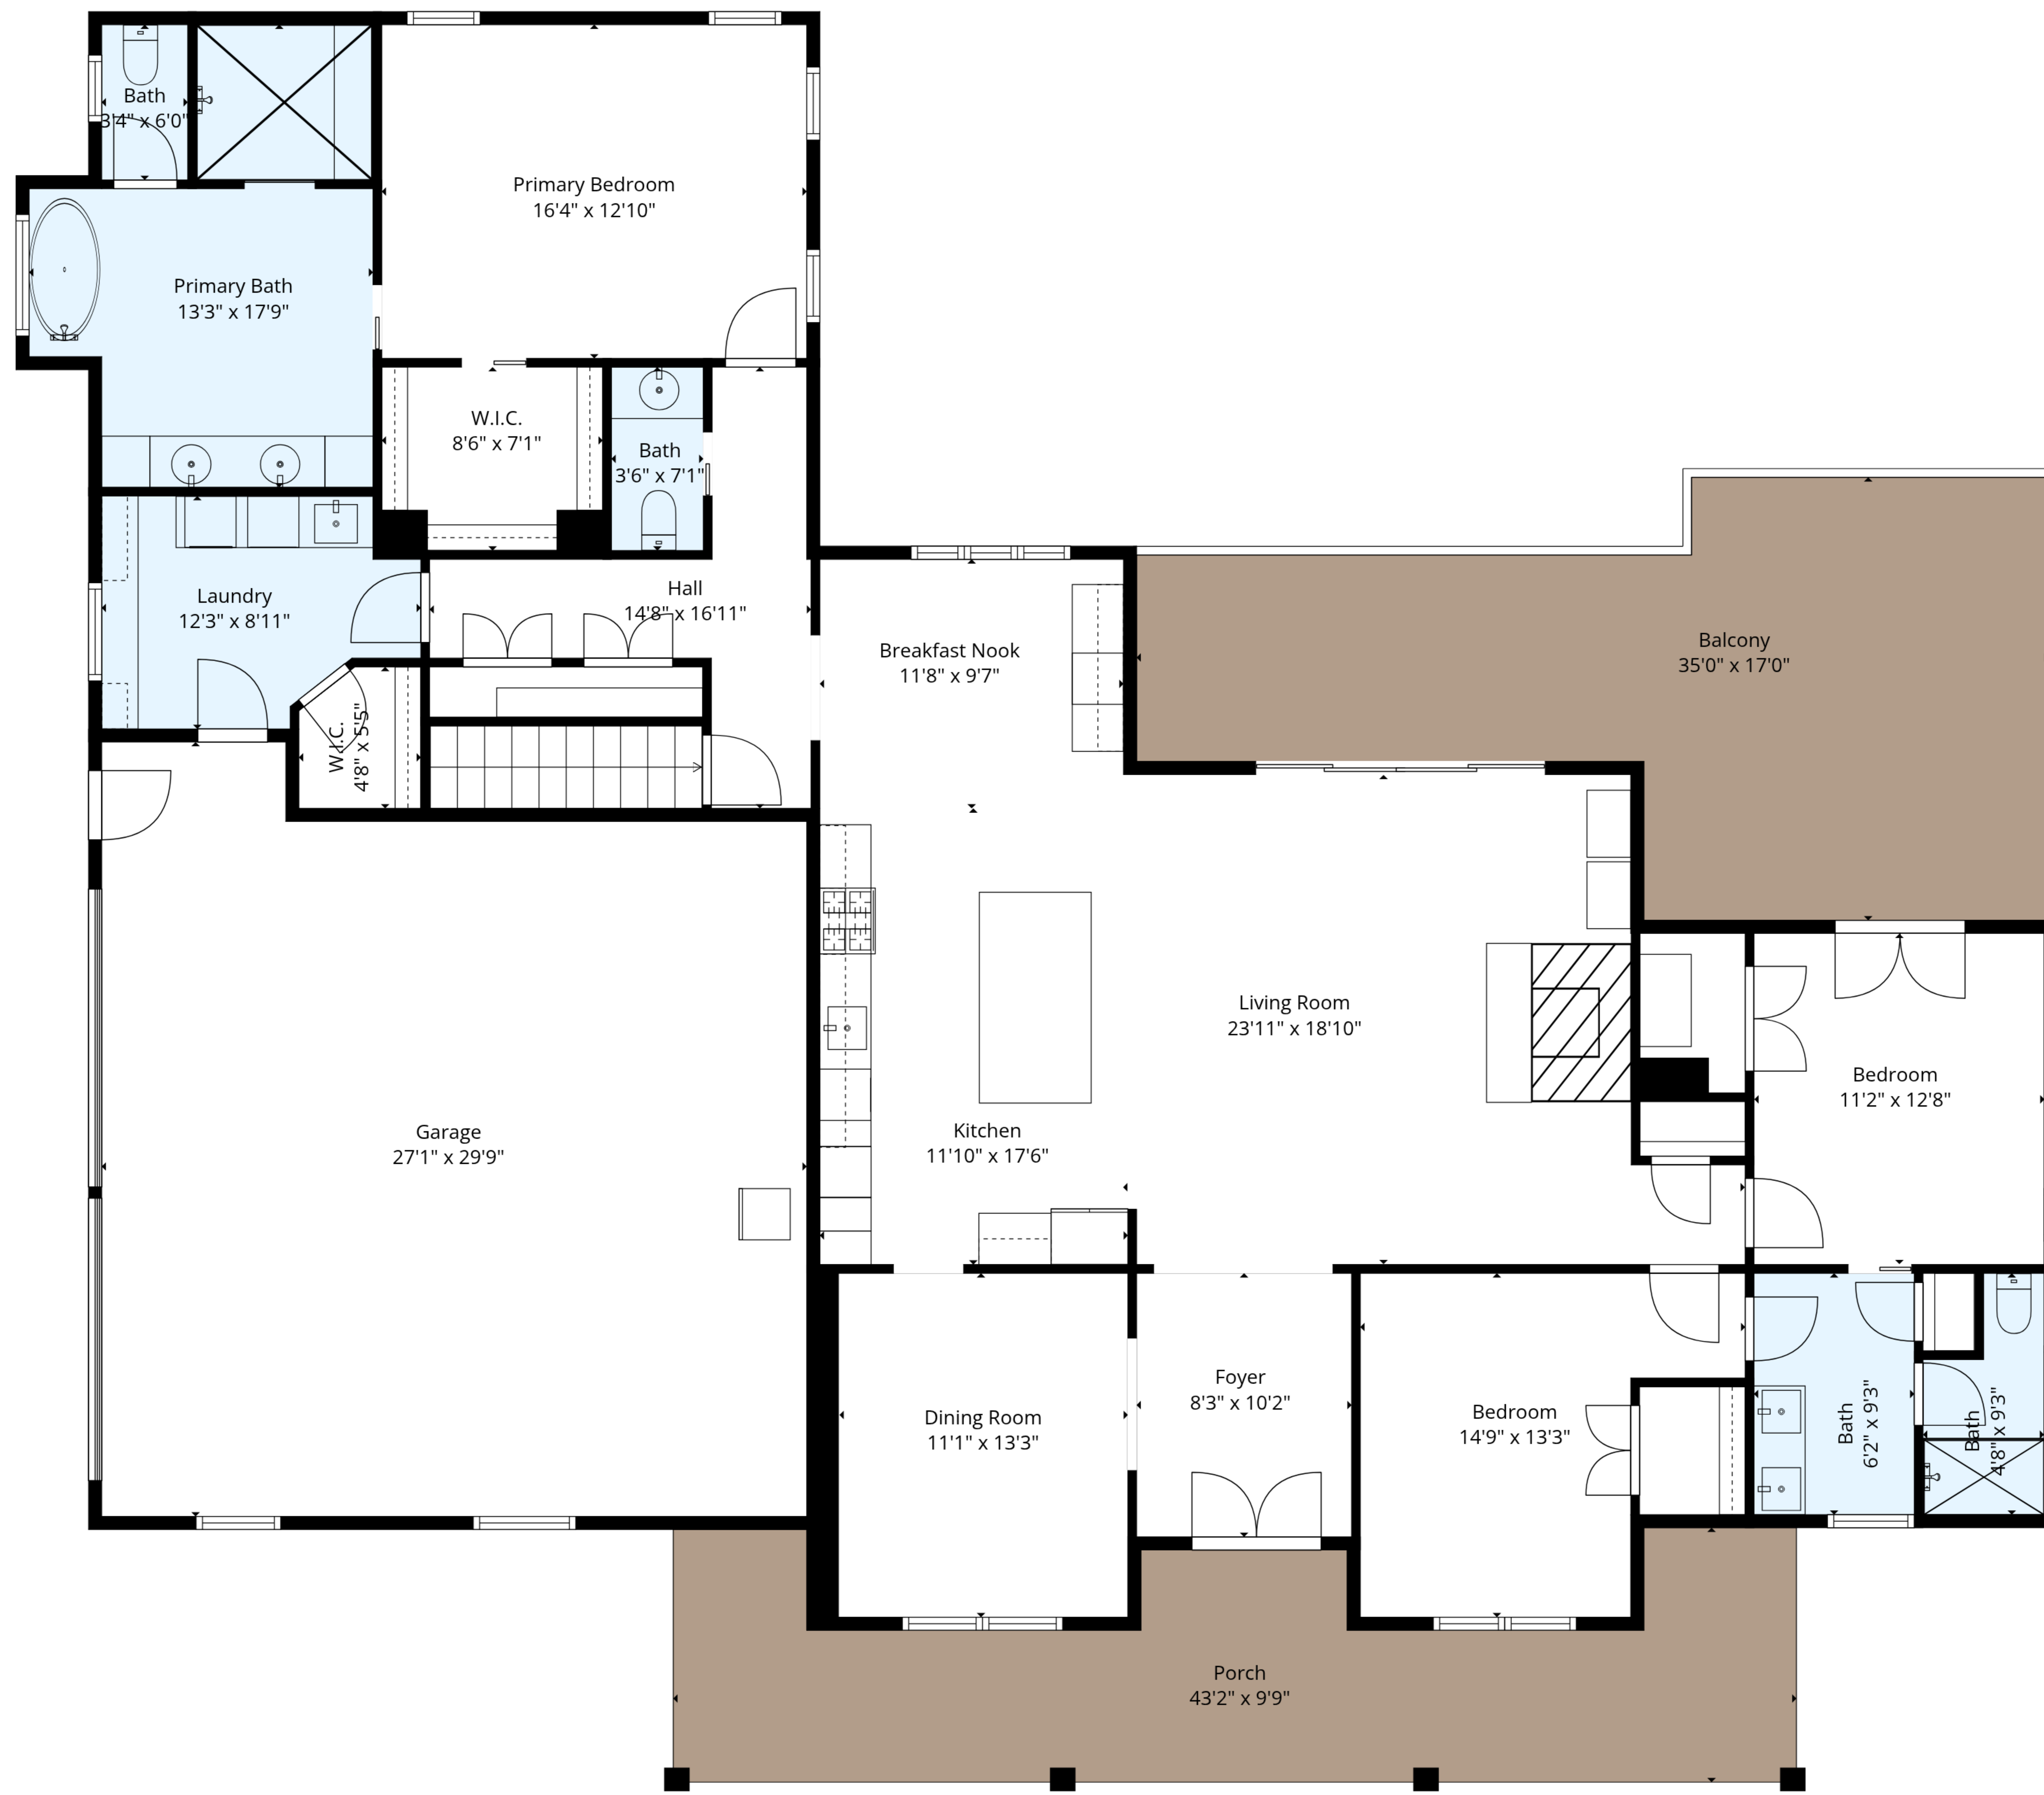 Bath
3'4" x 6'0"
Primary Bedroom
16'4" x 12'10"
Primary Bath
13'3" x 17'9"
W.I.C.
8'6" x 7'1"
Bath
3'6" x 7'1"
Laundry
12'3" x 8'11"
Hall
14'8" x 16'11"
Breakfast Nook
11'8" x 9'7"
Balcony
35'0" x 17'0"
W.I.C.
4'8" x 5'5"
Living Room
23'11" x 18'10"
Bedroom
11'2" x 12'8"
Garage
27'1" x 29'9"
Kitchen
11'10" x 17'6"
Foyer
8'3" x 10'2"
Dining Room
11'1" x 13'3"
Bedroom
14'9" x 13'3"
Bath
6'2" x 9'3"
Bath
4'8" x 9'3"
Porch
43'2" x 9'9"